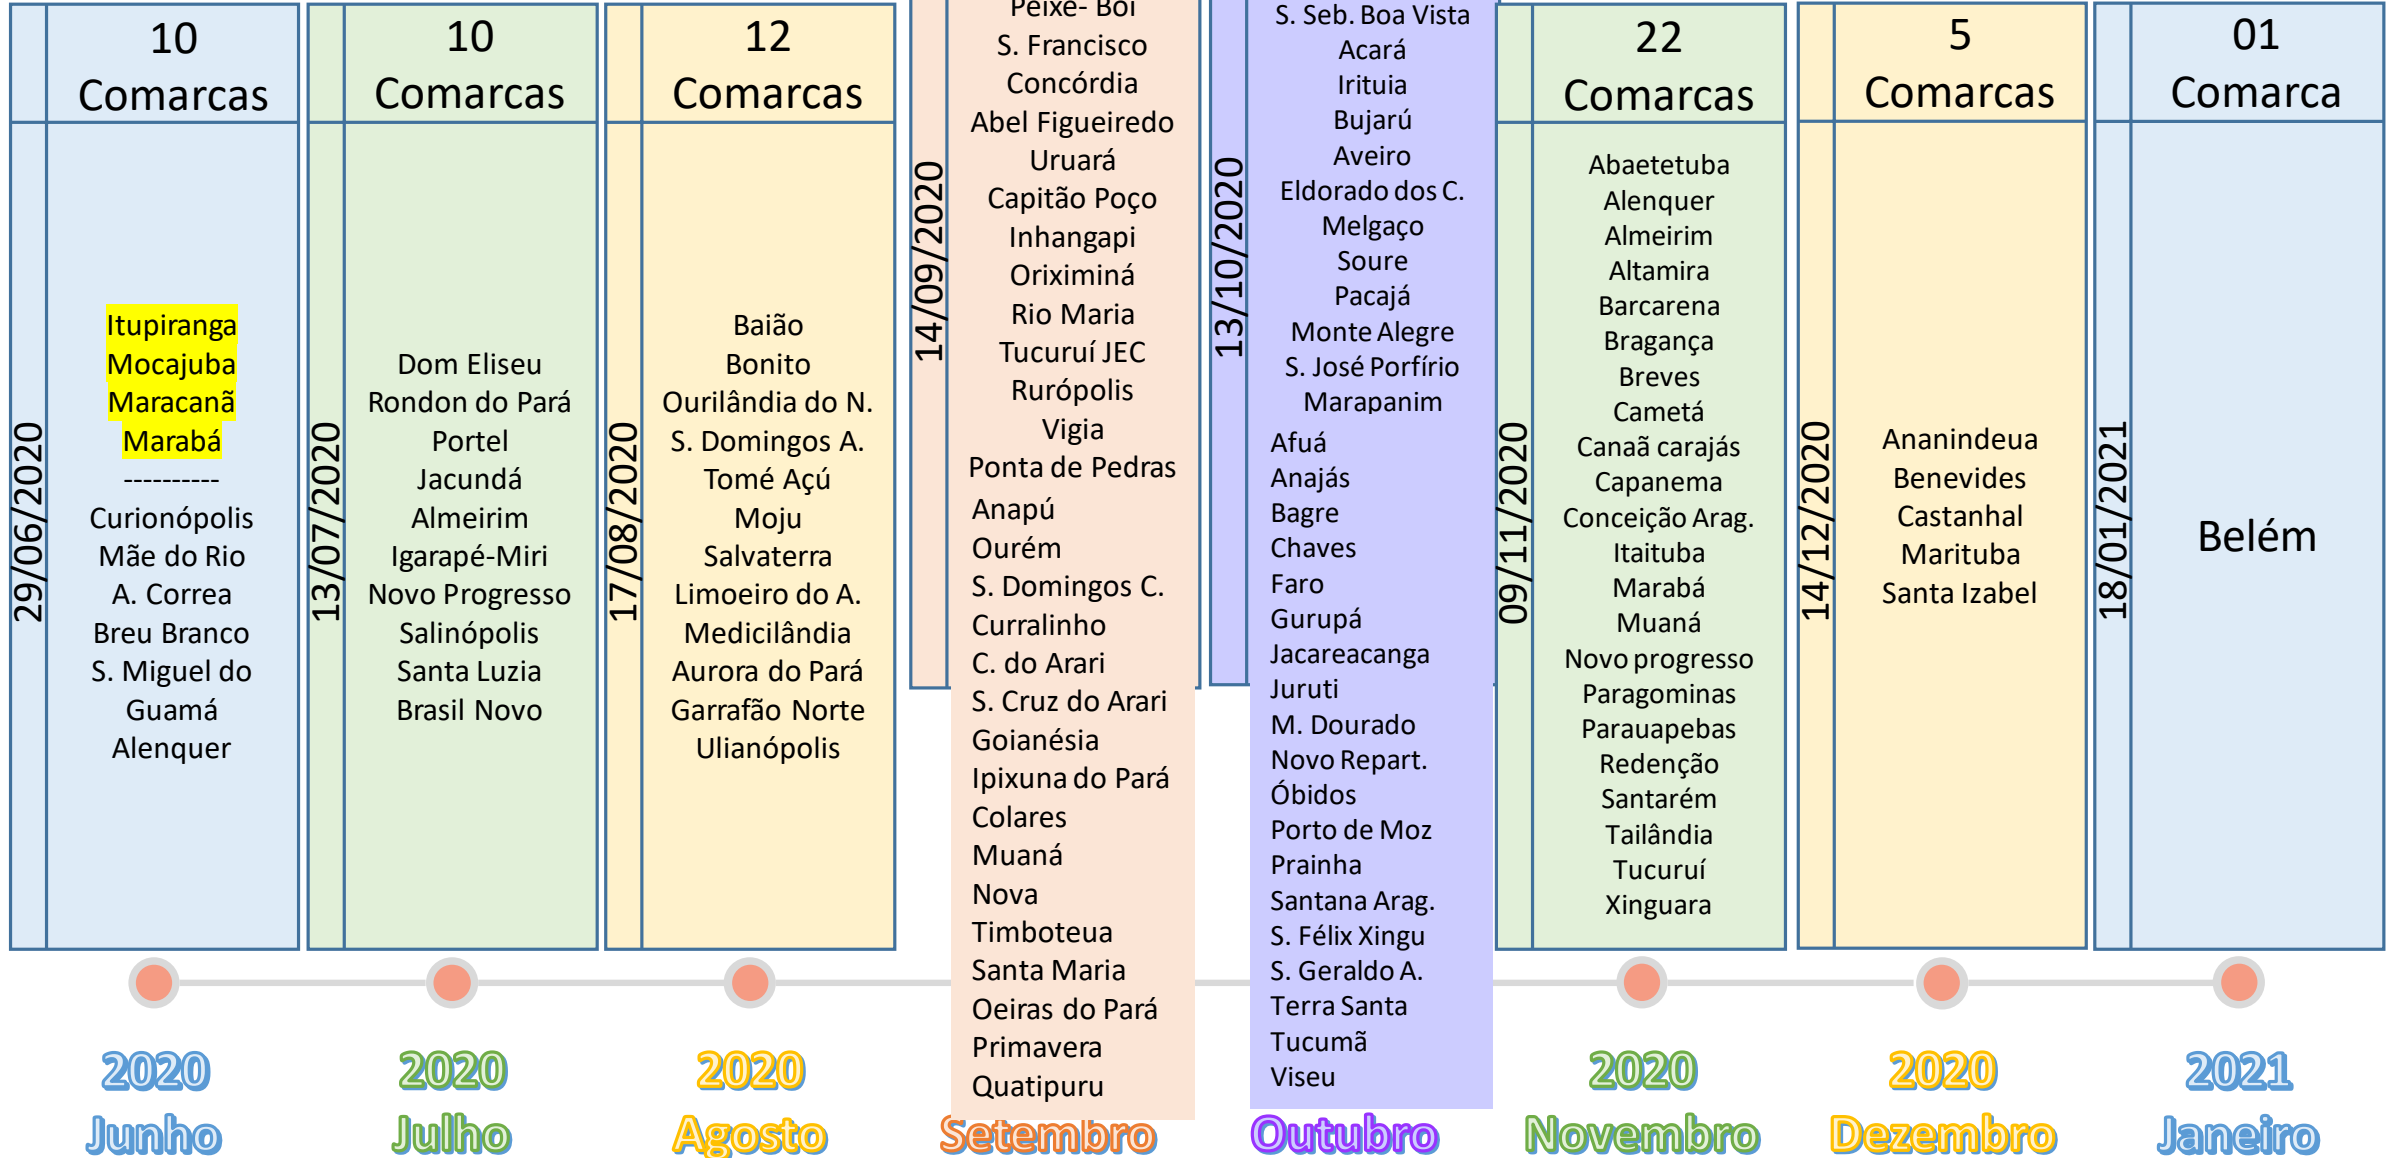 10
Comarcas
29/06/2020
Itupiranga
Mocajuba
Maracanã
Marabá
----------
Curionópolis
Mãe do Rio
A. Correa
Breu Branco
S. Miguel do
Guamá
Alenquer
2020
Junho
10
Comarcas
13/07/2020
Dom Eliseu
Rondon do Pará
Portel
Jacundá
Almeirim
Igarapé-Miri
Novo Progresso
Salinópolis
Santa Luzia
Brasil Novo
2020
Julho
12
Comarcas
17/08/2020
Baião
Bonito
Ourilândia do N.
S. Domingos A.
Tomé Açú
Moju
Salvaterra
Limoeiro do A.
Medicilândia
Aurora do Pará
Garrafão Norte
Ulianópolis
2020
Agosto
14/09/2020
Peixe- Boi
S. Francisco
Concórdia
Abel Figueiredo
Uruará
Capitão Poço
Inhangapi
Oriximiná
Rio Maria
Tucuruí JEC
Rurópolis
Vigia
Ponta de Pedras
Anapú
Ourém
S. Domingos C.
Curralinho
C. do Arari
S. Cruz do Arari
Goianésia
Ipixuna do Pará
Colares
Muaná
Nova
Timboteua
Santa Maria
Oeiras do Pará
Primavera
Quatipuru
Setembro
13/10/2020
S. Seb. Boa Vista
Acará
Irituia
Bujarú
Aveiro
Eldorado dos C.
Melgaço
Soure
Pacajá
Monte Alegre
S. José Porfírio
Marapanim
Afuá
Anajás
Bagre
Chaves
Faro
Gurupá
Jacareacanga
Juruti
M. Dourado
Novo Repart.
Óbidos
Porto de Moz
Prainha
Santana Arag.
S. Félix Xingu
S. Geraldo A.
Terra Santa
Tucumã
Viseu
Outubro
22
Comarcas
09/11/2020
Abaetetuba
Alenquer
Almeirim
Altamira
Barcarena
Bragança
Breves
Cametá
Canaã carajás
Capanema
Conceição Arag.
Itaituba
Marabá
Muaná
Novo progresso
Paragominas
Parauapebas
Redenção
Santarém
Tailândia
Tucuruí
Xinguara
2020
Novembro
5
Comarcas
14/12/2020
Ananindeua
Benevides
Castanhal
Marituba
Santa Izabel
2020
Dezembro
01
Comarca
18/01/2021
Belém
2021
Janeiro